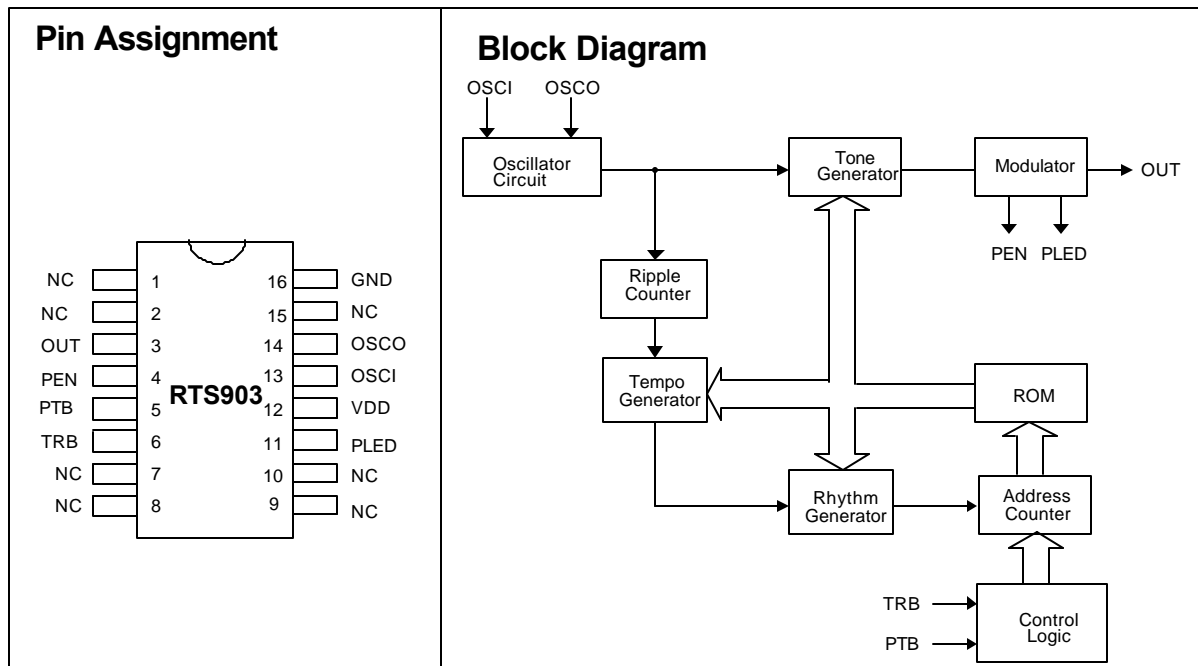 Pin Assignment
NC 1 16 GND
NC 2 15 NC
OUT 3 14 OSCO
PEN 4 13 OSCI
PTB 5 RTS903 12 VDD
TRB 6 11 PLED
NC 7 10 NC
NC 8 9 NC
Block Diagram
OSCI OSCO
Oscillator
Circuit
Tone
Generator
Modulator
OUT
PEN PLED
Ripple
Counter
Tempo
Generator
ROM
Rhythm
Generator
Address
Counter
TRB
PTB
Control
Logic